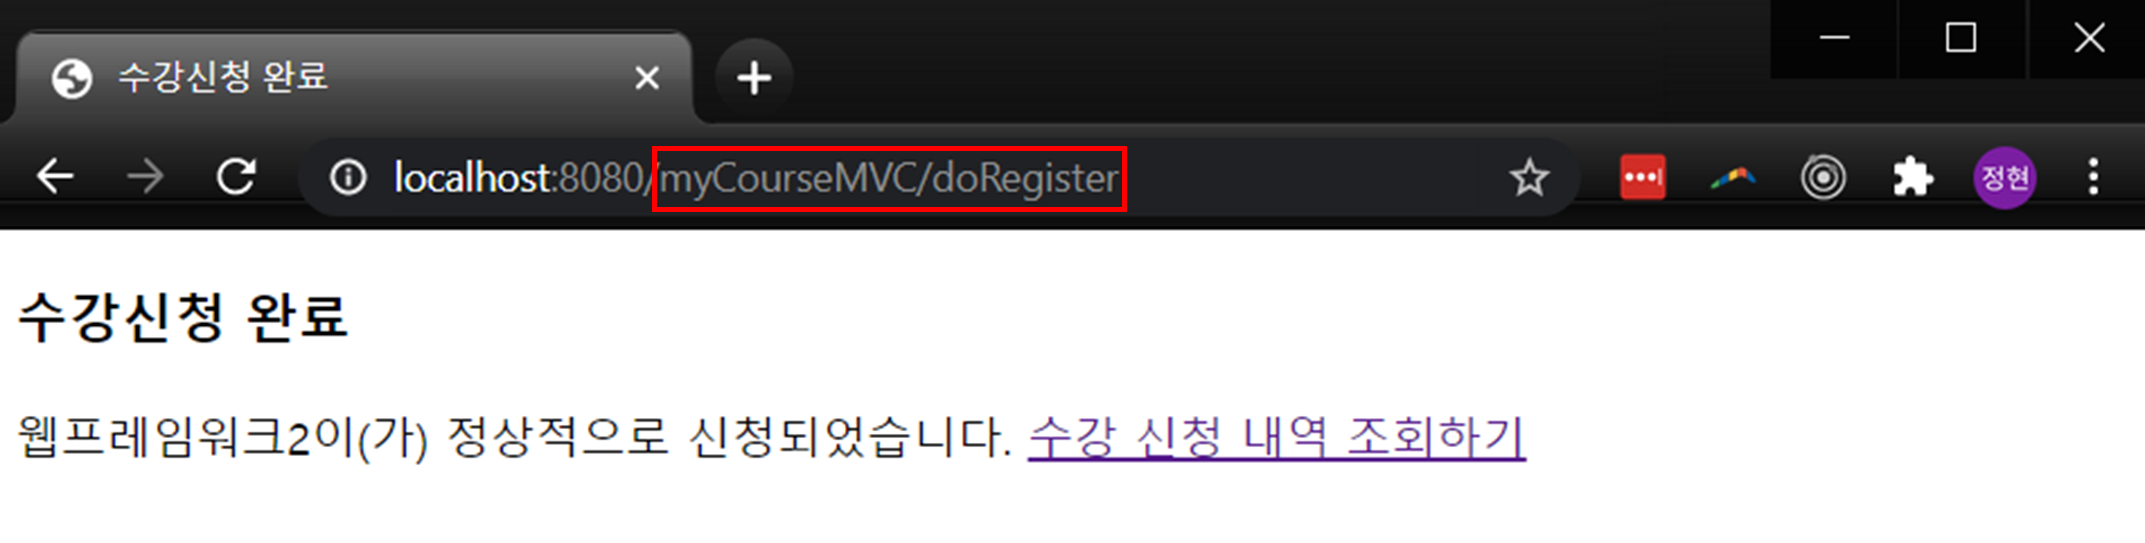 수강신청 완료
localhost:8080/myCourseMVC/doRegister
정현
수강신청 완료
웹프레임워크2이(가) 정상적으로 신청되었습니다. 수강 신청 내역 조회하기